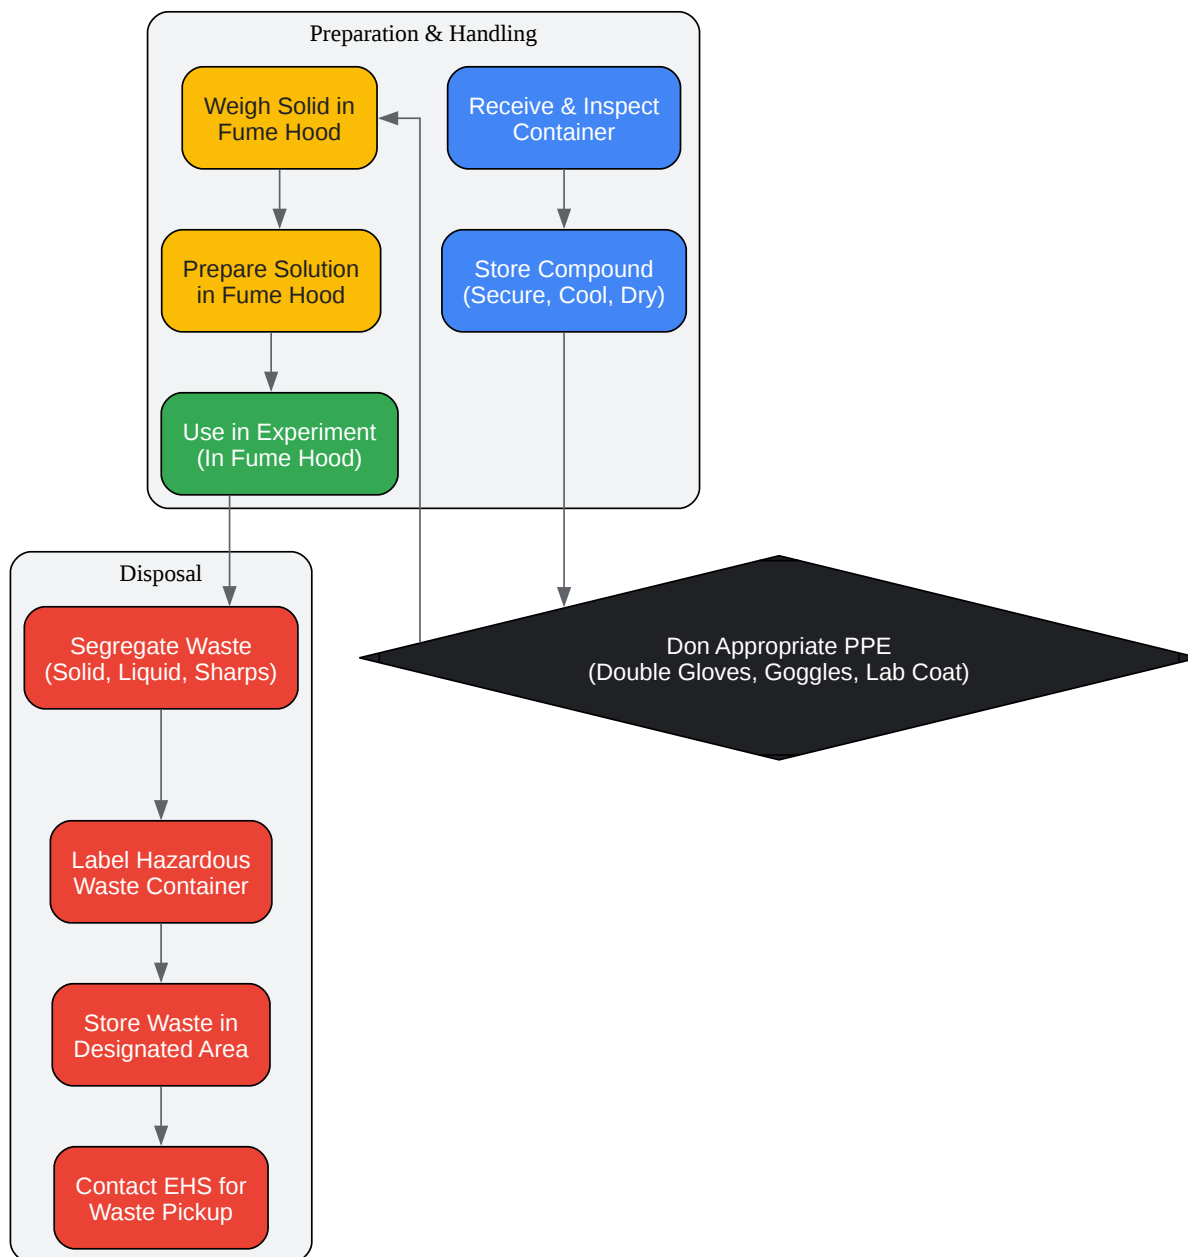 Preparation & Handling
Weigh Solid in
Fume Hood
Receive & Inspect
Container
Prepare Solution
in Fume Hood
Store Compound
(Secure, Cool, Dry)
Use in Experiment
(In Fume Hood)
Disposal
Segregate Waste
(Solid, Liquid, Sharps)
Don Appropriate PPE
(Double Gloves, Goggles, Lab Coat)
Label Hazardous
Waste Container
Store Waste in
Designated Area
Contact EHS for
Waste Pickup